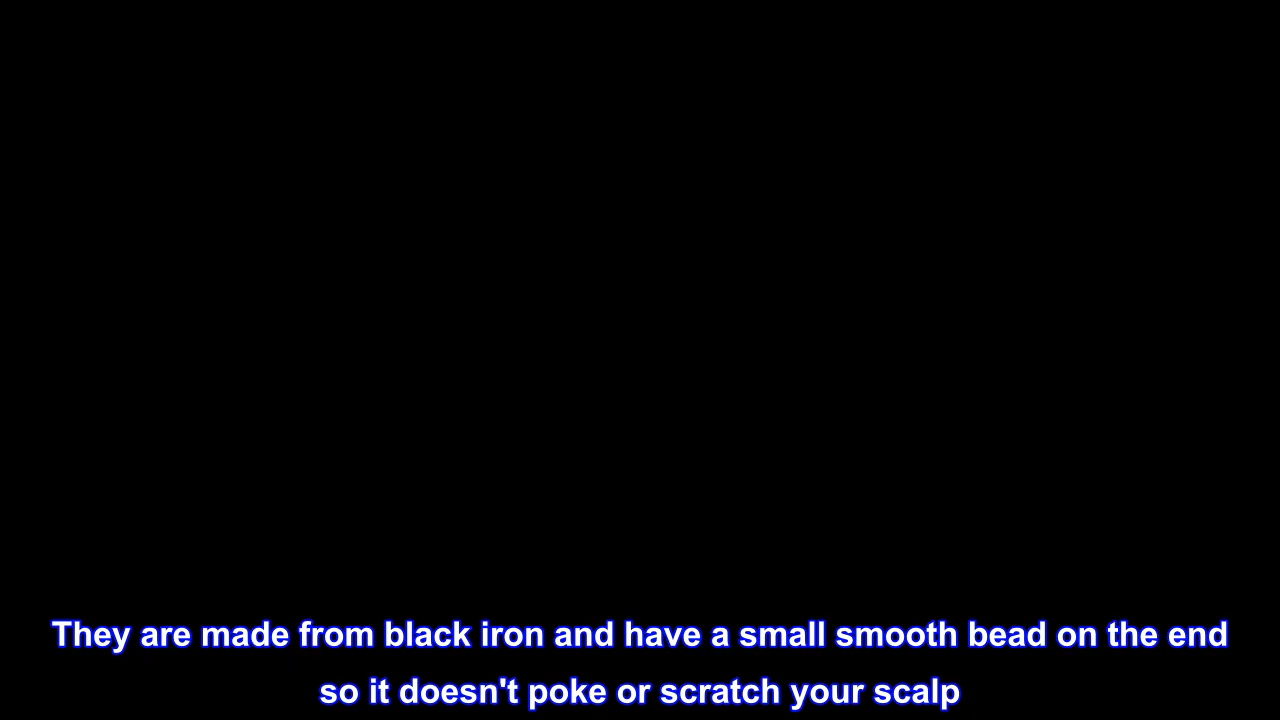 They are made from black iron and have a small smooth bead on the end
so it doesn't poke or scratch your scalp